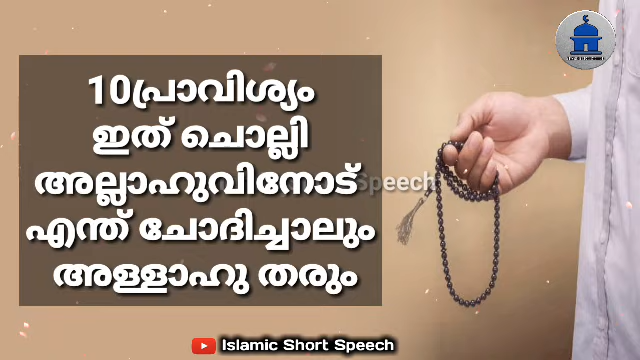 10പ്രാവിശ്യം
ഇത് ചൊല്ലി
അല്ലാഹുവിനോട്
എന്ത് ചോദിച്ചാലും
അള്ളാഹു തരും
Speech
Islamic Short Speech